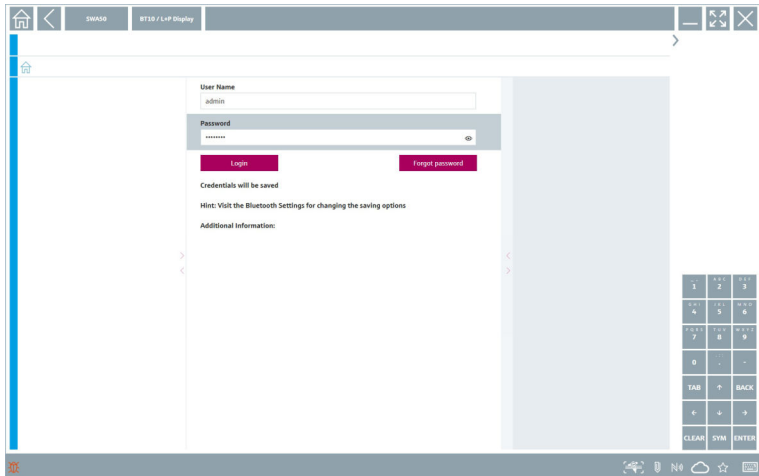 SWA50
BT10 / L+P Display
User Name
admin
Password
••••••••
Login
Forgot password
Credentials will be saved
Hint: Visit the Bluetooth Settings for changing the saving options
Additional Information:
1
ABC
2
DEF
3
GHI
4
JKL
5
MNO
6
PQRS
7
TUV
8
WXYZ
9
0
.
-
TAB
BACK
CLEAR
SYM
ENTER